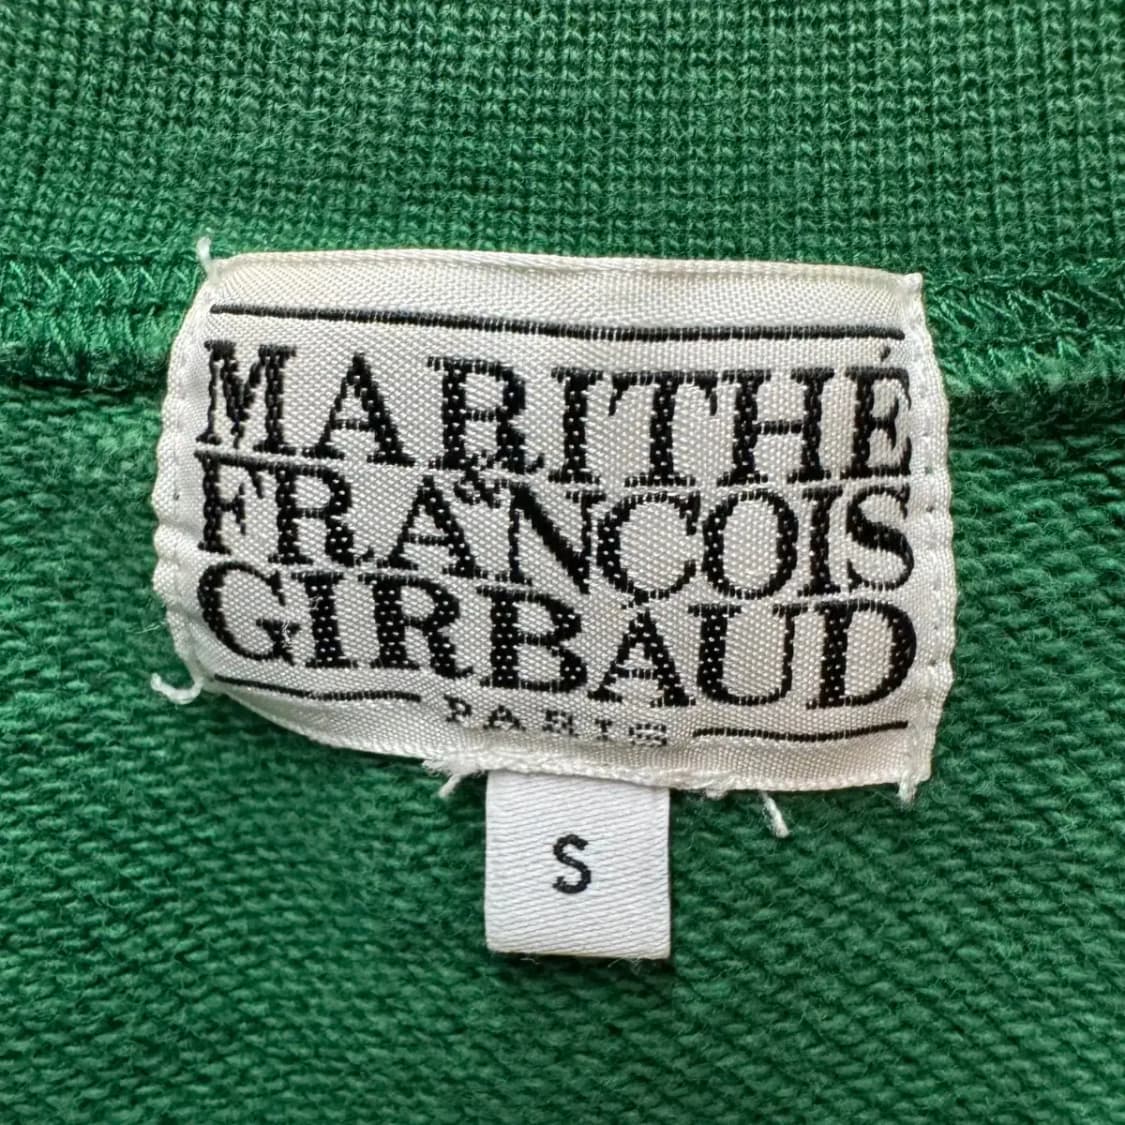 MARITHÉ
&
FRANÇOIS
GIRBAUD
PARIS
S